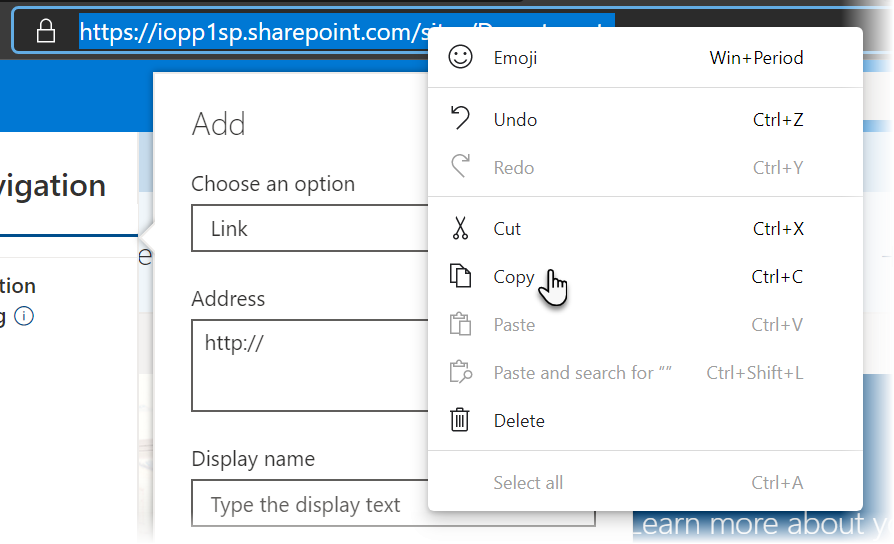 https://iopp1sp.sharepoint.com/
Emoji Win+Period
Add
Undo Ctrl+Z
Redo Ctrl+Y
vigation
Choose an option
Link
Cut Ctrl+X
Copy Ctrl+C
tion
g
Address
http://
Paste Ctrl+V
Paste and search for “” Ctrl+Shift+L
Delete
Display name
Type the display text
Select all Ctrl+A
Learn more about y